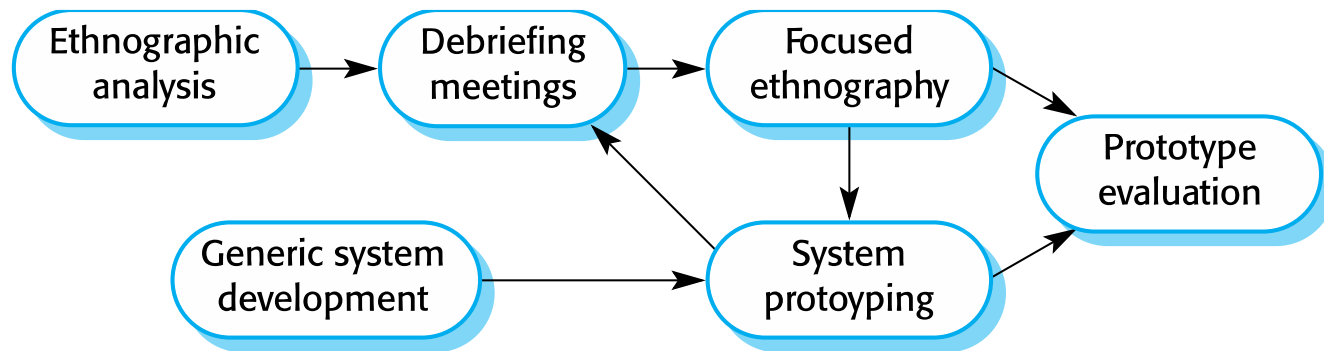 Ethnographic
analysis
Debriefing
meetings
Focused
ethnography
Prototype
evaluation
Generic system
development
System
protoyping